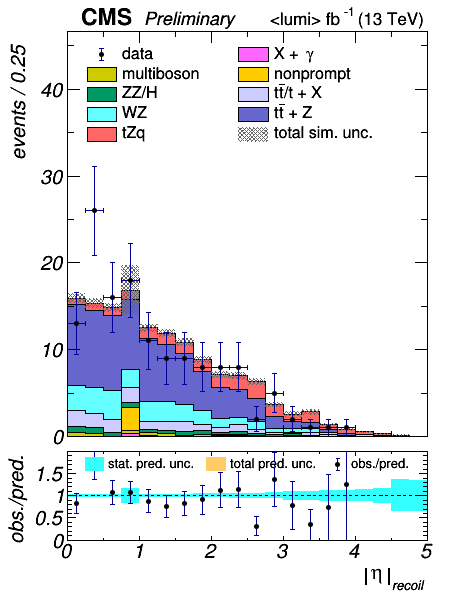 CMS Preliminary <lumi> fb⁻¹ (13 TeV)
events / 0.25
data
X + γ
multiboson
nonprompt
ZZ/H
tt̄/t + X
WZ
tt̄ + Z
tZ̄q
total sim. unc.
40
30
20
10
0
obs./pred.
stat. pred. unc.
total pred. unc.
obs./pred.
1.5
1
0.5
0
0 1 2 3 4 5
|η|recoil